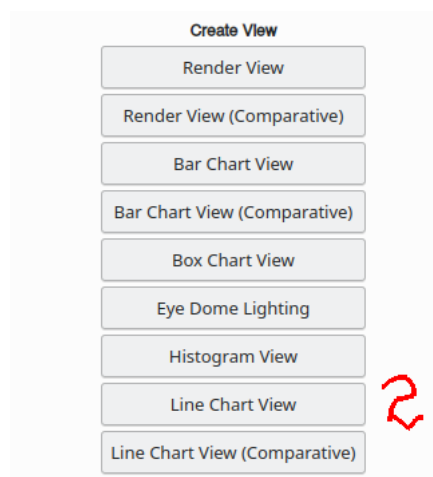 Create View
Render View
Render View (Comparative)
Bar Chart View
Bar Chart View (Comparative)
Box Chart View
Eye Dome Lighting
Histogram View
Line Chart View
2
Line Chart View (Comparative)